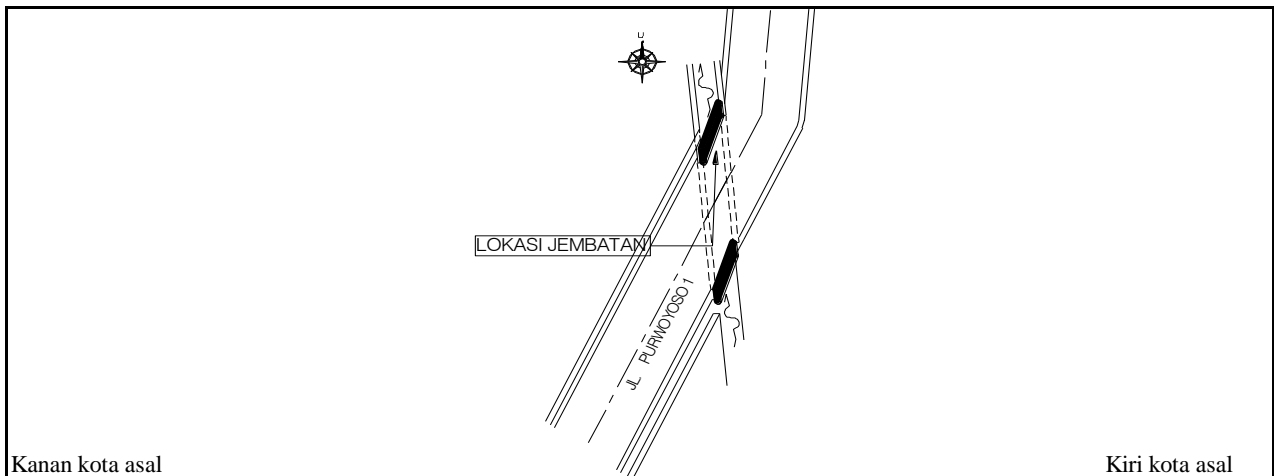 U
LOKASI JEMBATAN
JL. PURWOYOSO 1
Kanan kota asal
Kiri kota asal